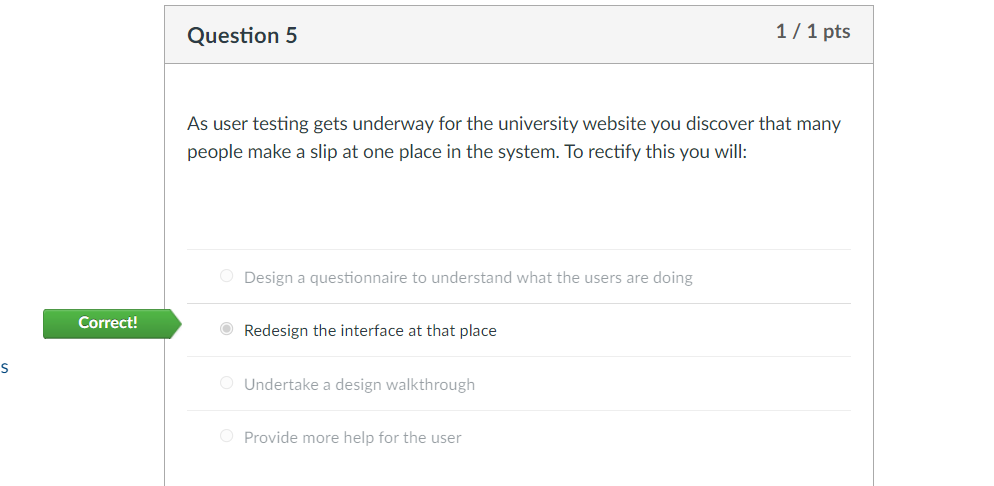 Question 5
1 / 1 pts
As user testing gets underway for the university website you discover that many
people make a slip at one place in the system. To rectify this you will:
Design a questionnaire to understand what the users are doing
Correct!
Redesign the interface at that place
s
Undertake a design walkthrough
Provide more help for the user